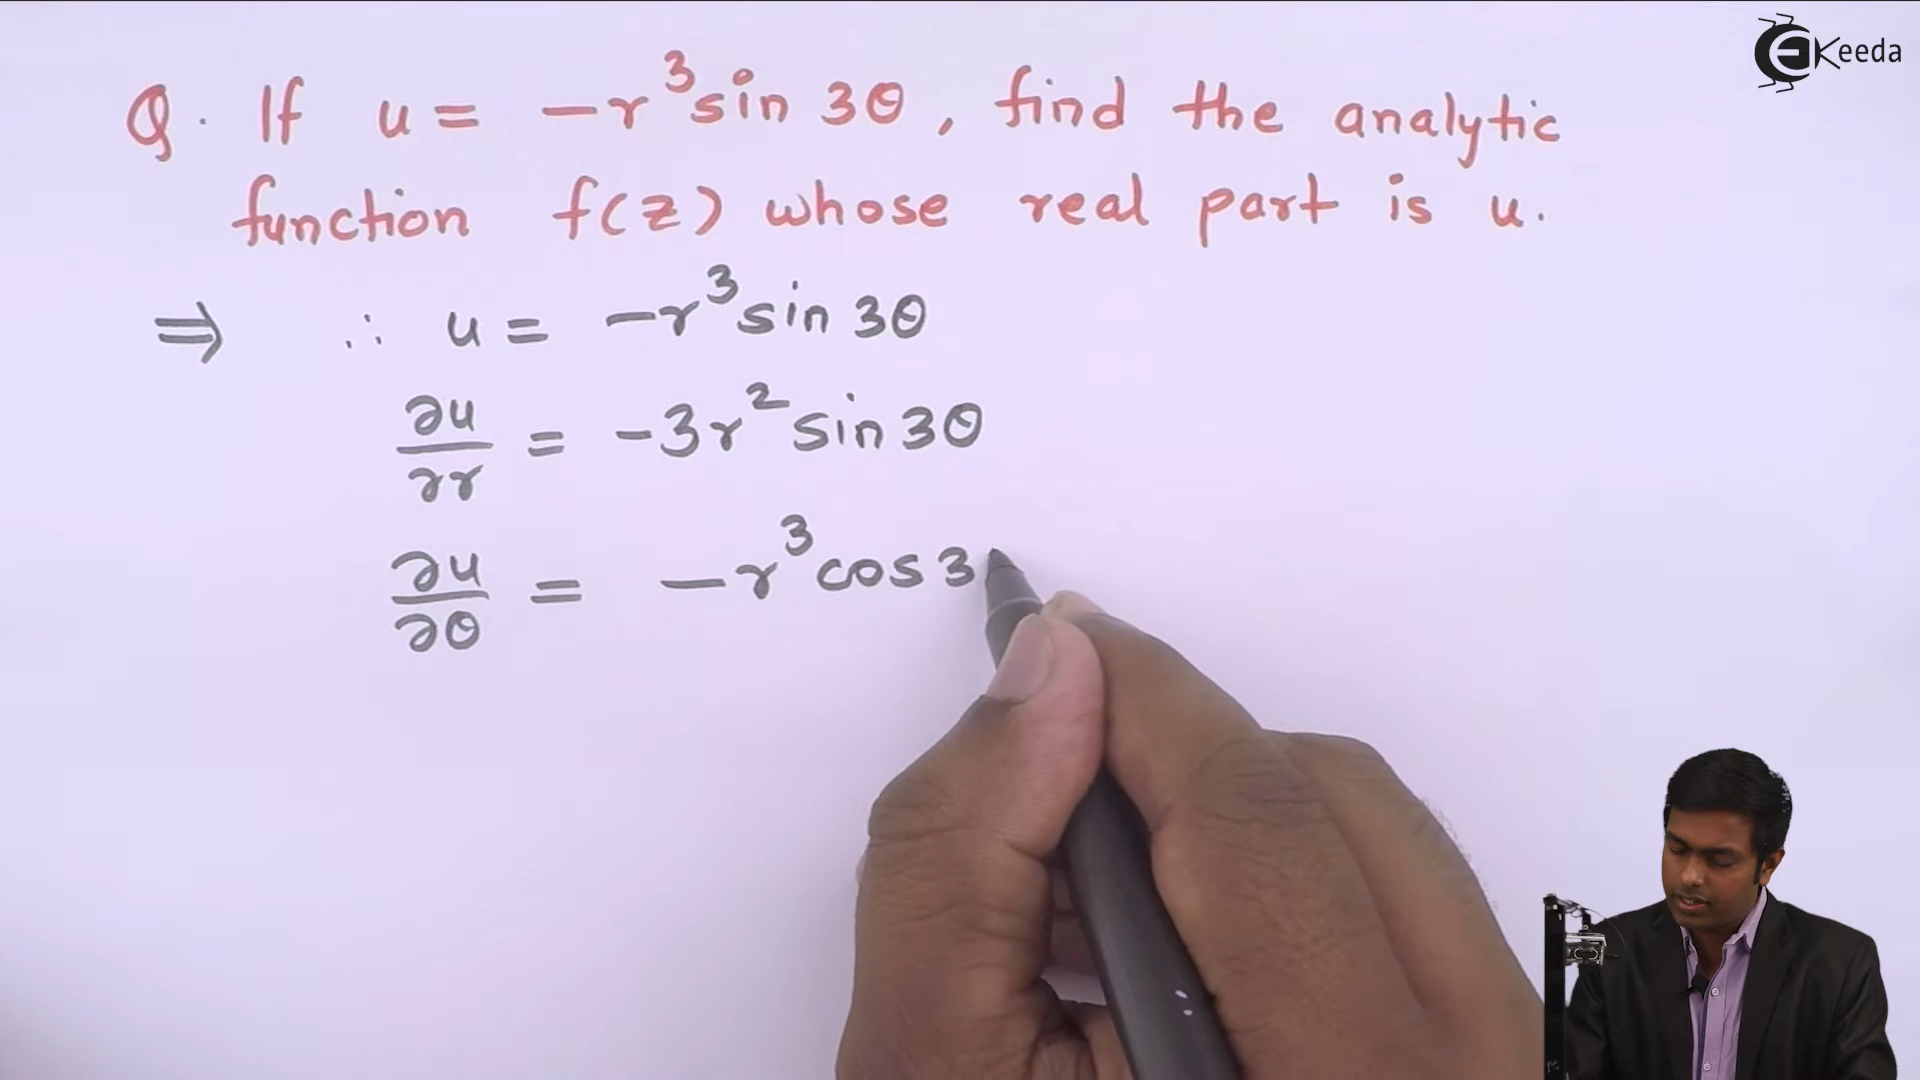 Keeda
Q. If u = -r³sin 3θ, find the analytic
function f(z) whose real part is u.
⇒ ∴ u = -r³sin 3θ
∂u/∂r = -3r²sin 3θ
∂u/∂θ = -r³cos 3